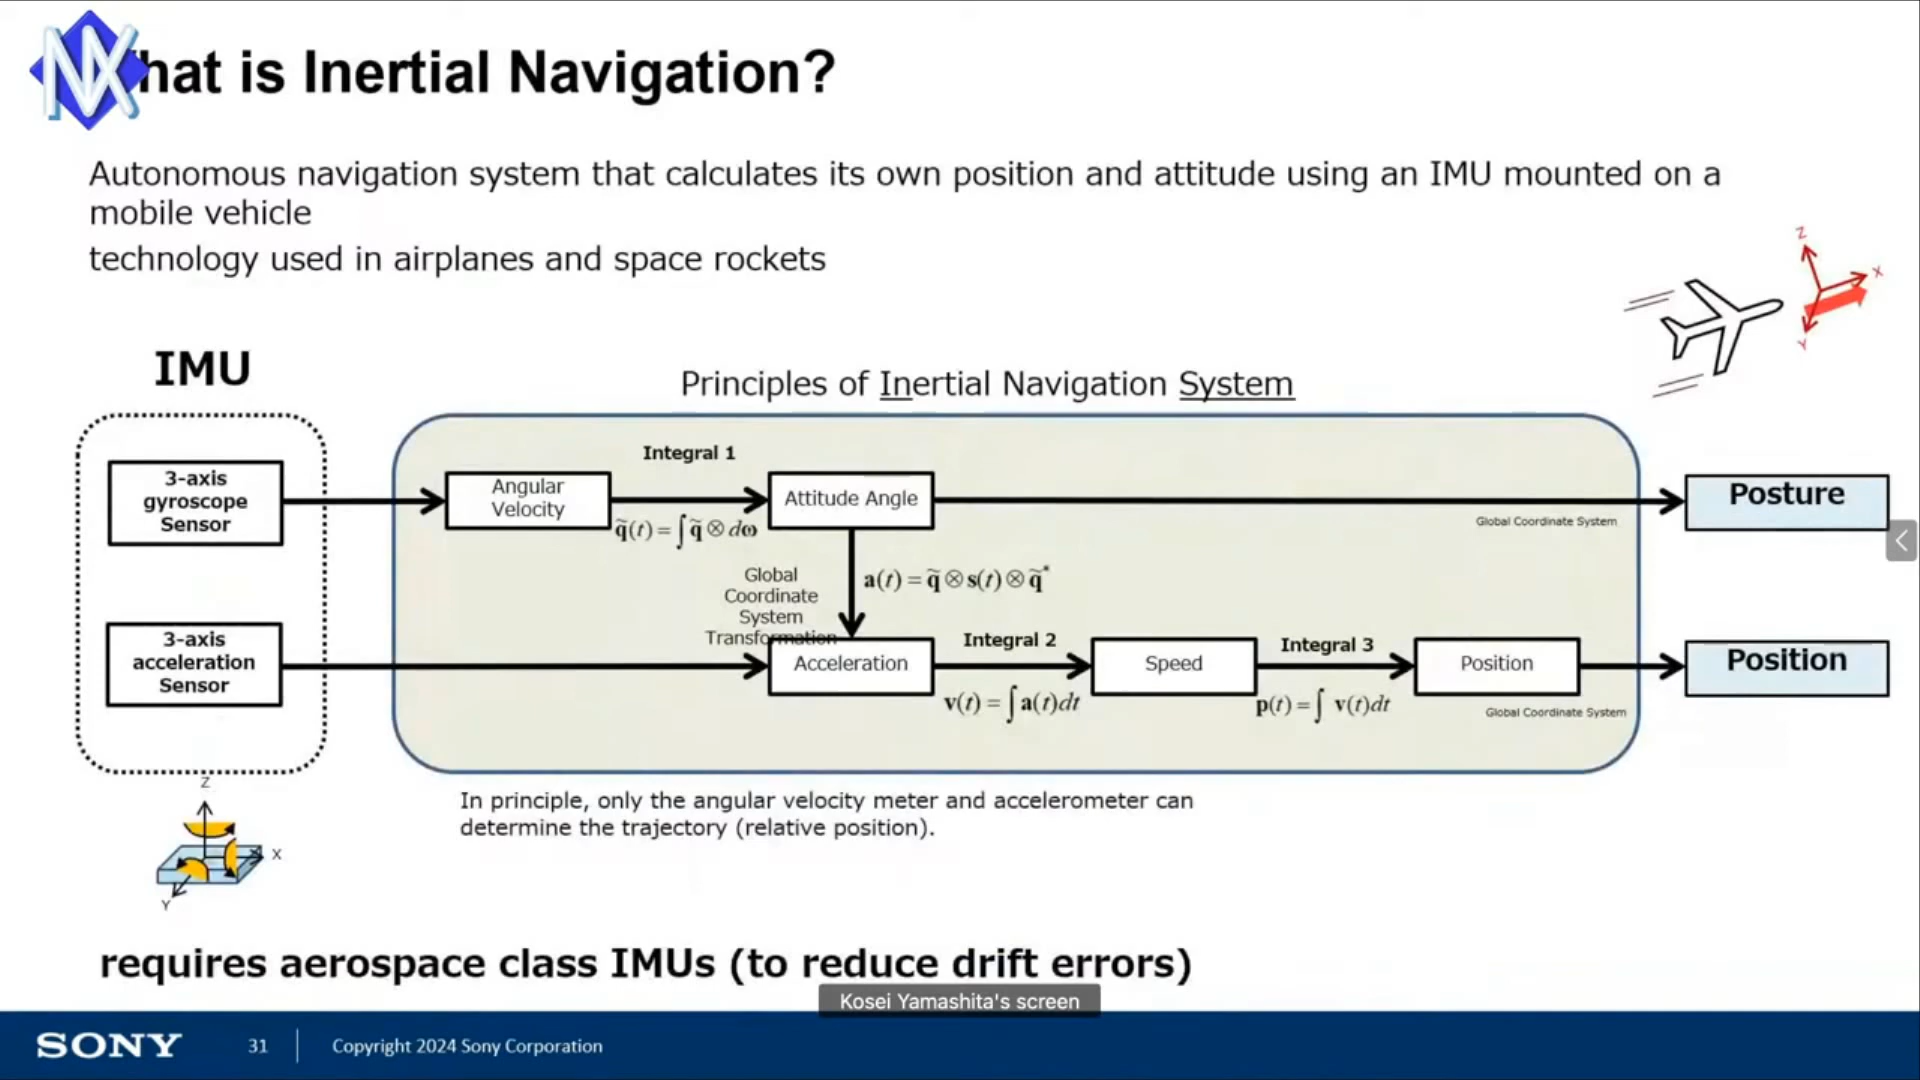 NX
hat is Inertial Navigation?
Autonomous navigation system that calculates its own position and attitude using an IMU mounted on a
mobile vehicle
technology used in airplanes and space rockets
Z
X
Y
IMU
Principles of Inertial Navigation System
3-axis
gyroscope
Sensor
Angular
Velocity
Integral 1
q̃(t) = ∫ q̃ ⊗ dω
Attitude Angle
Global Coordinate System
Posture
Global
Coordinate
System
Transformation
a(t) = q̃ ⊗ s(t) ⊗ q̃*
3-axis
acceleration
Sensor
Acceleration
Integral 2
v(t) = ∫ a(t)dt
Speed
Integral 3
p(t) = ∫ v(t)dt
Position
Global Coordinate System
Position
Z
X
Y
In principle, only the angular velocity meter and accelerometer can
determine the trajectory (relative position).
requires aerospace class IMUs (to reduce drift errors)
Kosei Yamashita's screen
SONY
31
Copyright 2024 Sony Corporation